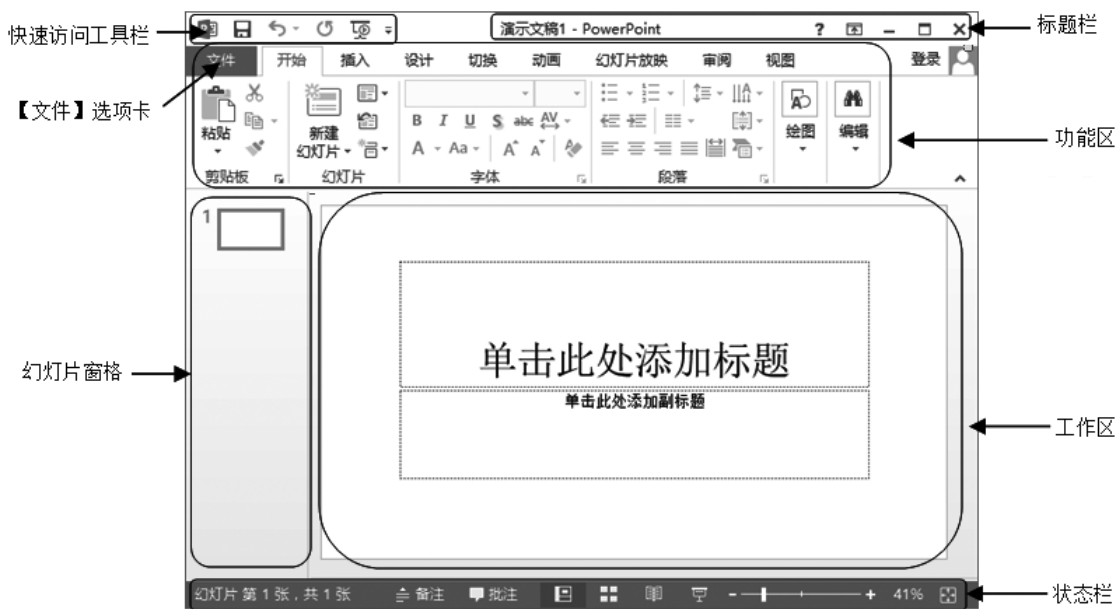 快速访问工具栏
演示文稿1 - PowerPoint
?
标题栏
文件 开始 插入 设计 切换 动画 幻灯片放映 审阅 视图 登录
【文件】选项卡
粘贴
新建
幻灯片
B I U S abc AV
A Aa A A
绘图
编辑
剪贴板 幻灯片 字体 段落
功能区
1
幻灯片窗格
单击此处添加标题
单击此处添加副标题
工作区
幻灯片 第 1 张，共 1 张 备注 批注 - + 41%
状态栏